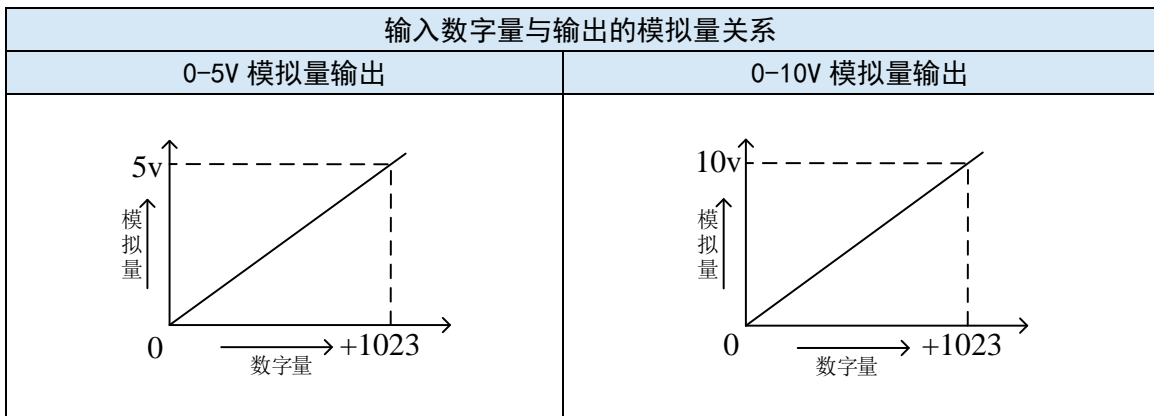 输入数字量与输出的模拟量关系
0-5V 模拟量输出
0-10V 模拟量输出
5v
模拟量
0
+1023
数字量
10v
模拟量
0
+1023
数字量